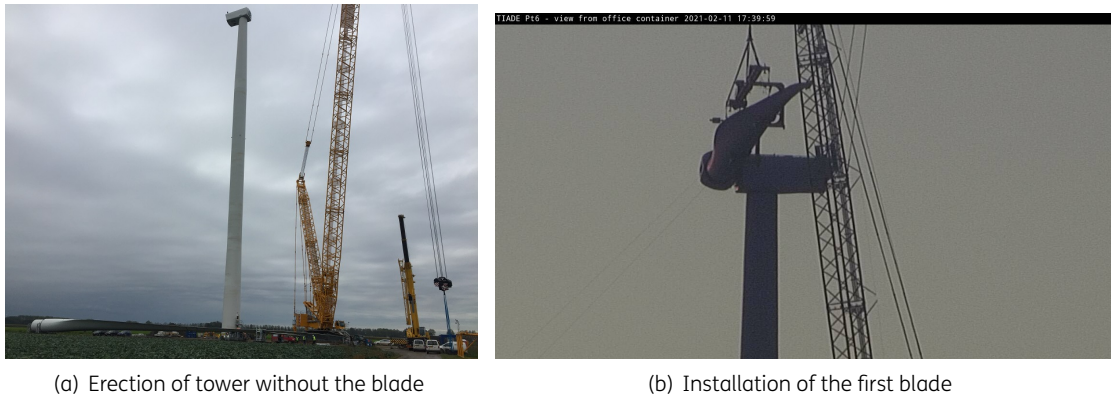 TIADE Pt6 - view from office container 2021-02-11 17:39:59
(a) Erection of tower without the blade
(b) Installation of the first blade